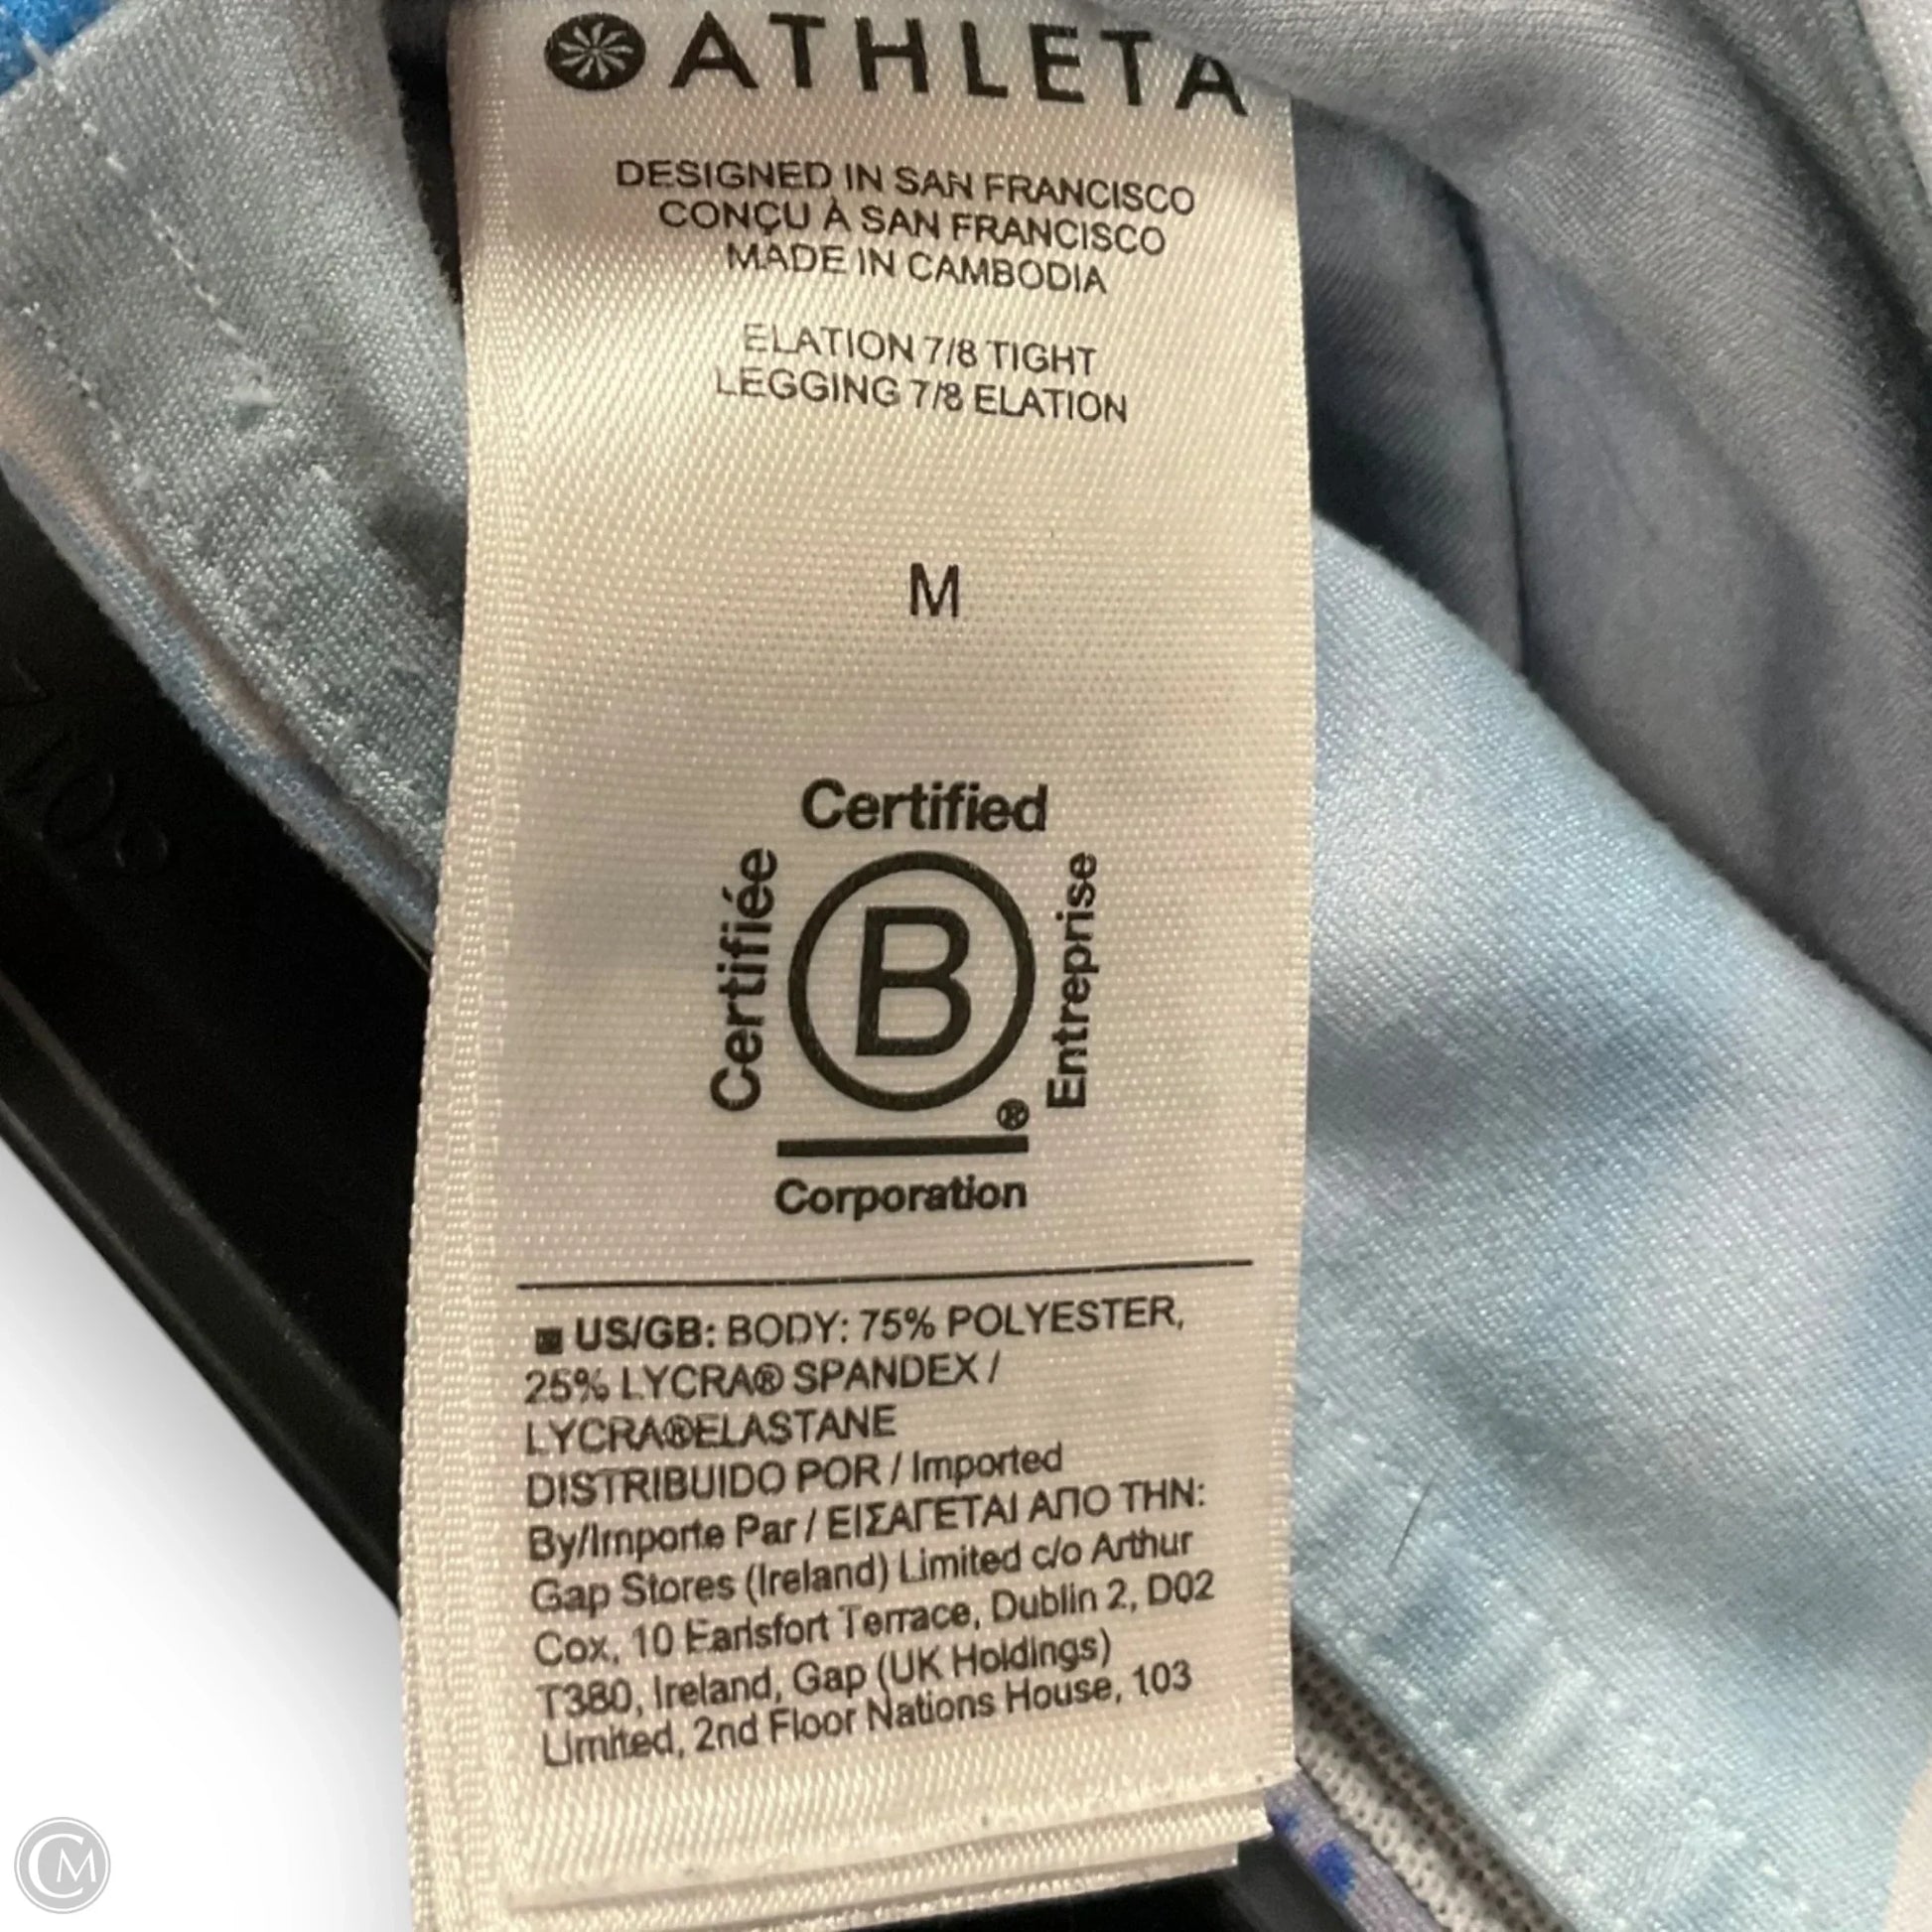 ATHLETA
DESIGNED IN SAN FRANCISCO
CONÇU À SAN FRANCISCO
MADE IN CAMBODIA
ELATION 7/8 TIGHT
LEGGING 7/8 ELATION
M
Certified
Certifiée
B
Entreprise
®
Corporation
US/GB: BODY: 75% POLYESTER,
25% LYCRA® SPANDEX /
LYCRA®ELASTANE
DISTRIBUIDO POR / Imported
By/Importe Par / ΕΙΣΑΓΕΤΑΙ ΑΠΟ ΤΗΝ:
Gap Stores (Ireland) Limited c/o Arthur
Cox, 10 Earlsfort Terrace, Dublin 2, D02
T380, Ireland, Gap (UK Holdings)
Limited, 2nd Floor Nations House, 103
CM